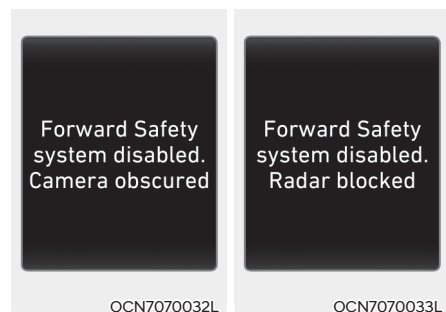 Forward Safety
system disabled.
Camera obscured
OCN7070032L
Forward Safety
system disabled.
Radar blocked
OCN7070033L